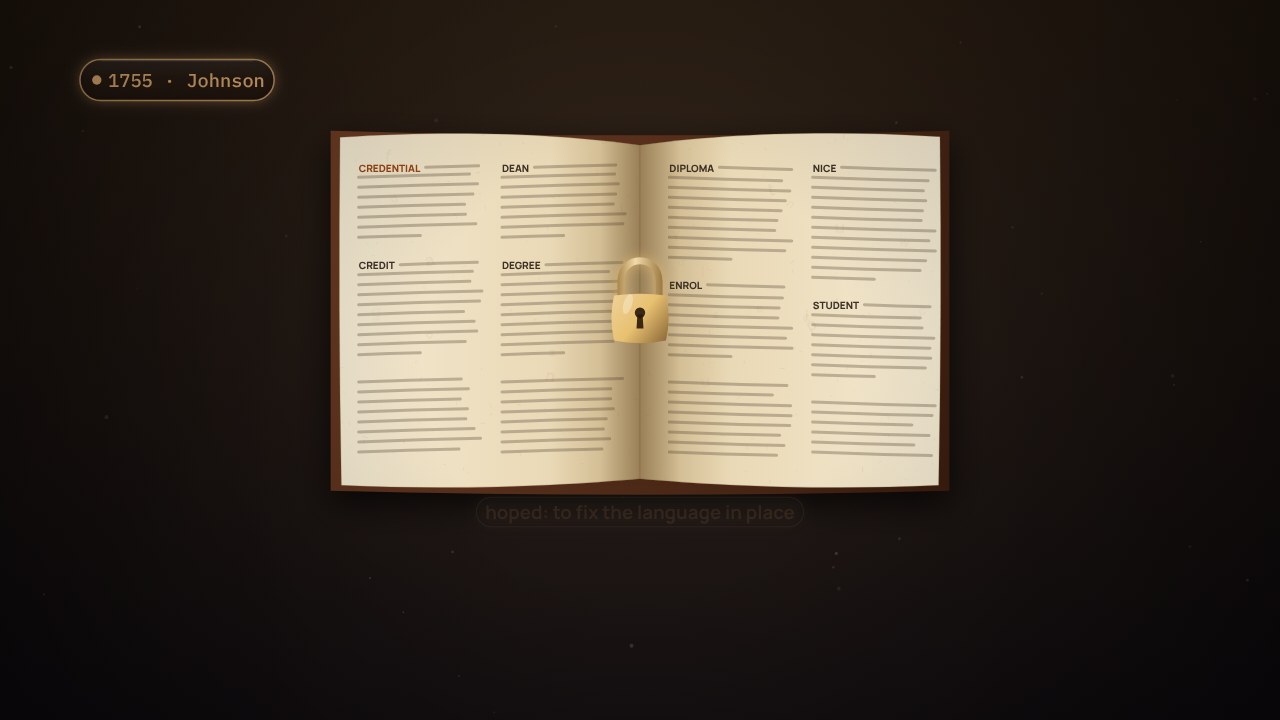 1755 · Johnson
CREDENTIAL
CREDIT
DEAN
DEGREE
DIPLOMA
ENROL
NICE
STUDENT
hoped: to fix the language in place